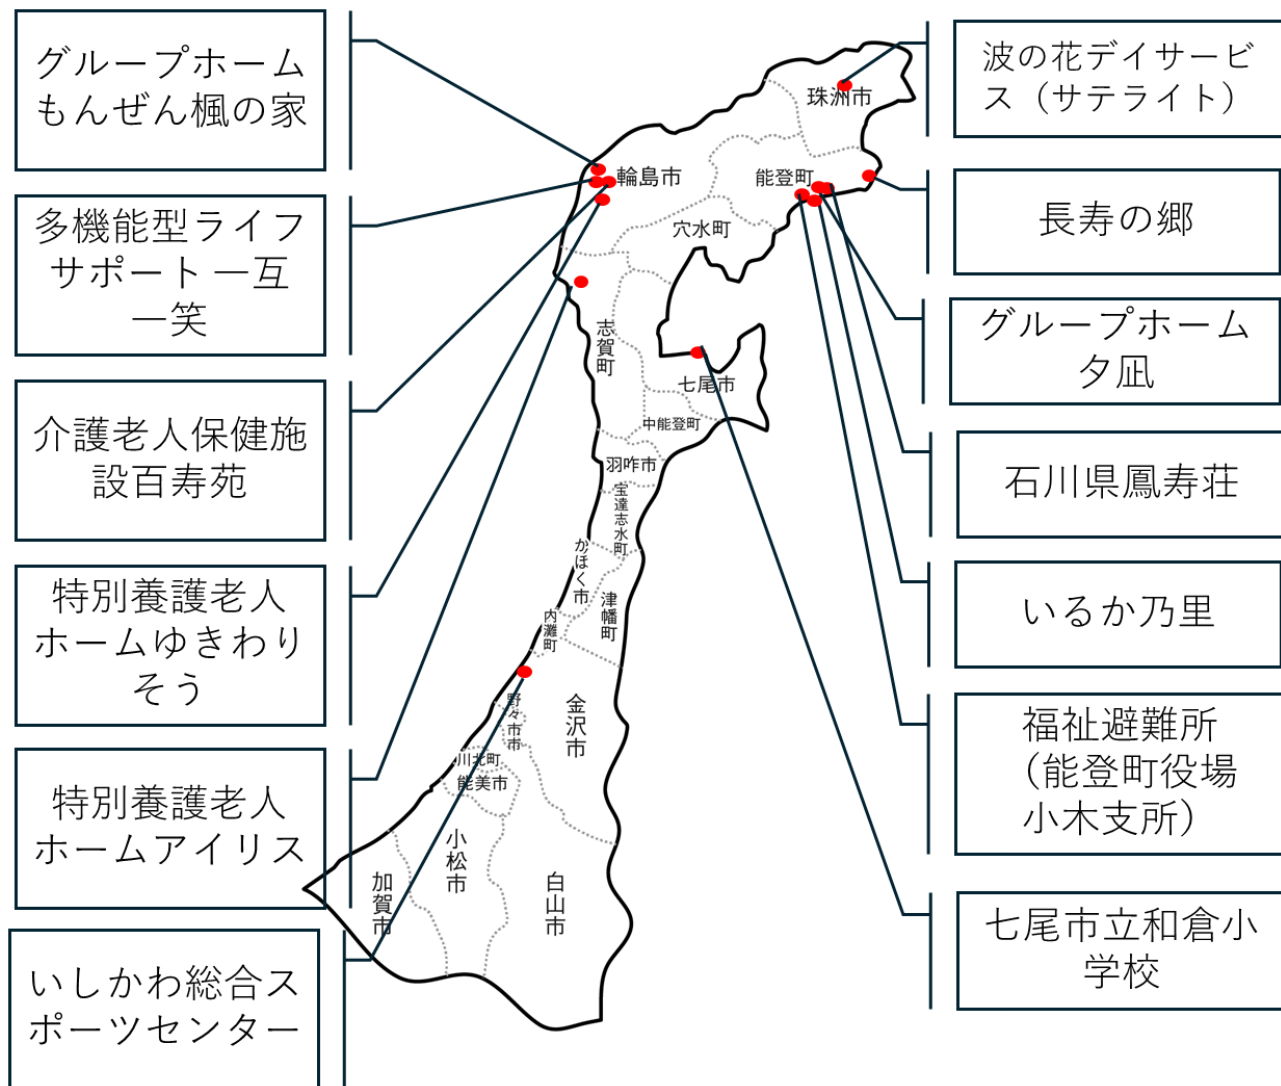 グループホーム
もんぜん楓の家
多機能型ライフ
サポート 一互
一笑
介護老人保健施
設百寿苑
特別養護老人
ホームゆきわり
そう
特別養護老人
ホームアイリス
いしかわ総合ス
ポーツセンター
珠洲市
輪島市
能登町
穴水町
志賀町
七尾市
中能登町
羽咋市
宝達志水町
かほく市
津幡町
内灘町
金沢市
野々市市
川北町
能美市
小松市
白山市
加賀市
波の花デイサービ
ス（サテライト）
長寿の郷
グループホーム
夕凪
石川県鳳寿荘
いるか乃里
福祉避難所
（能登町役場
小木支所）
七尾市立和倉小
学校